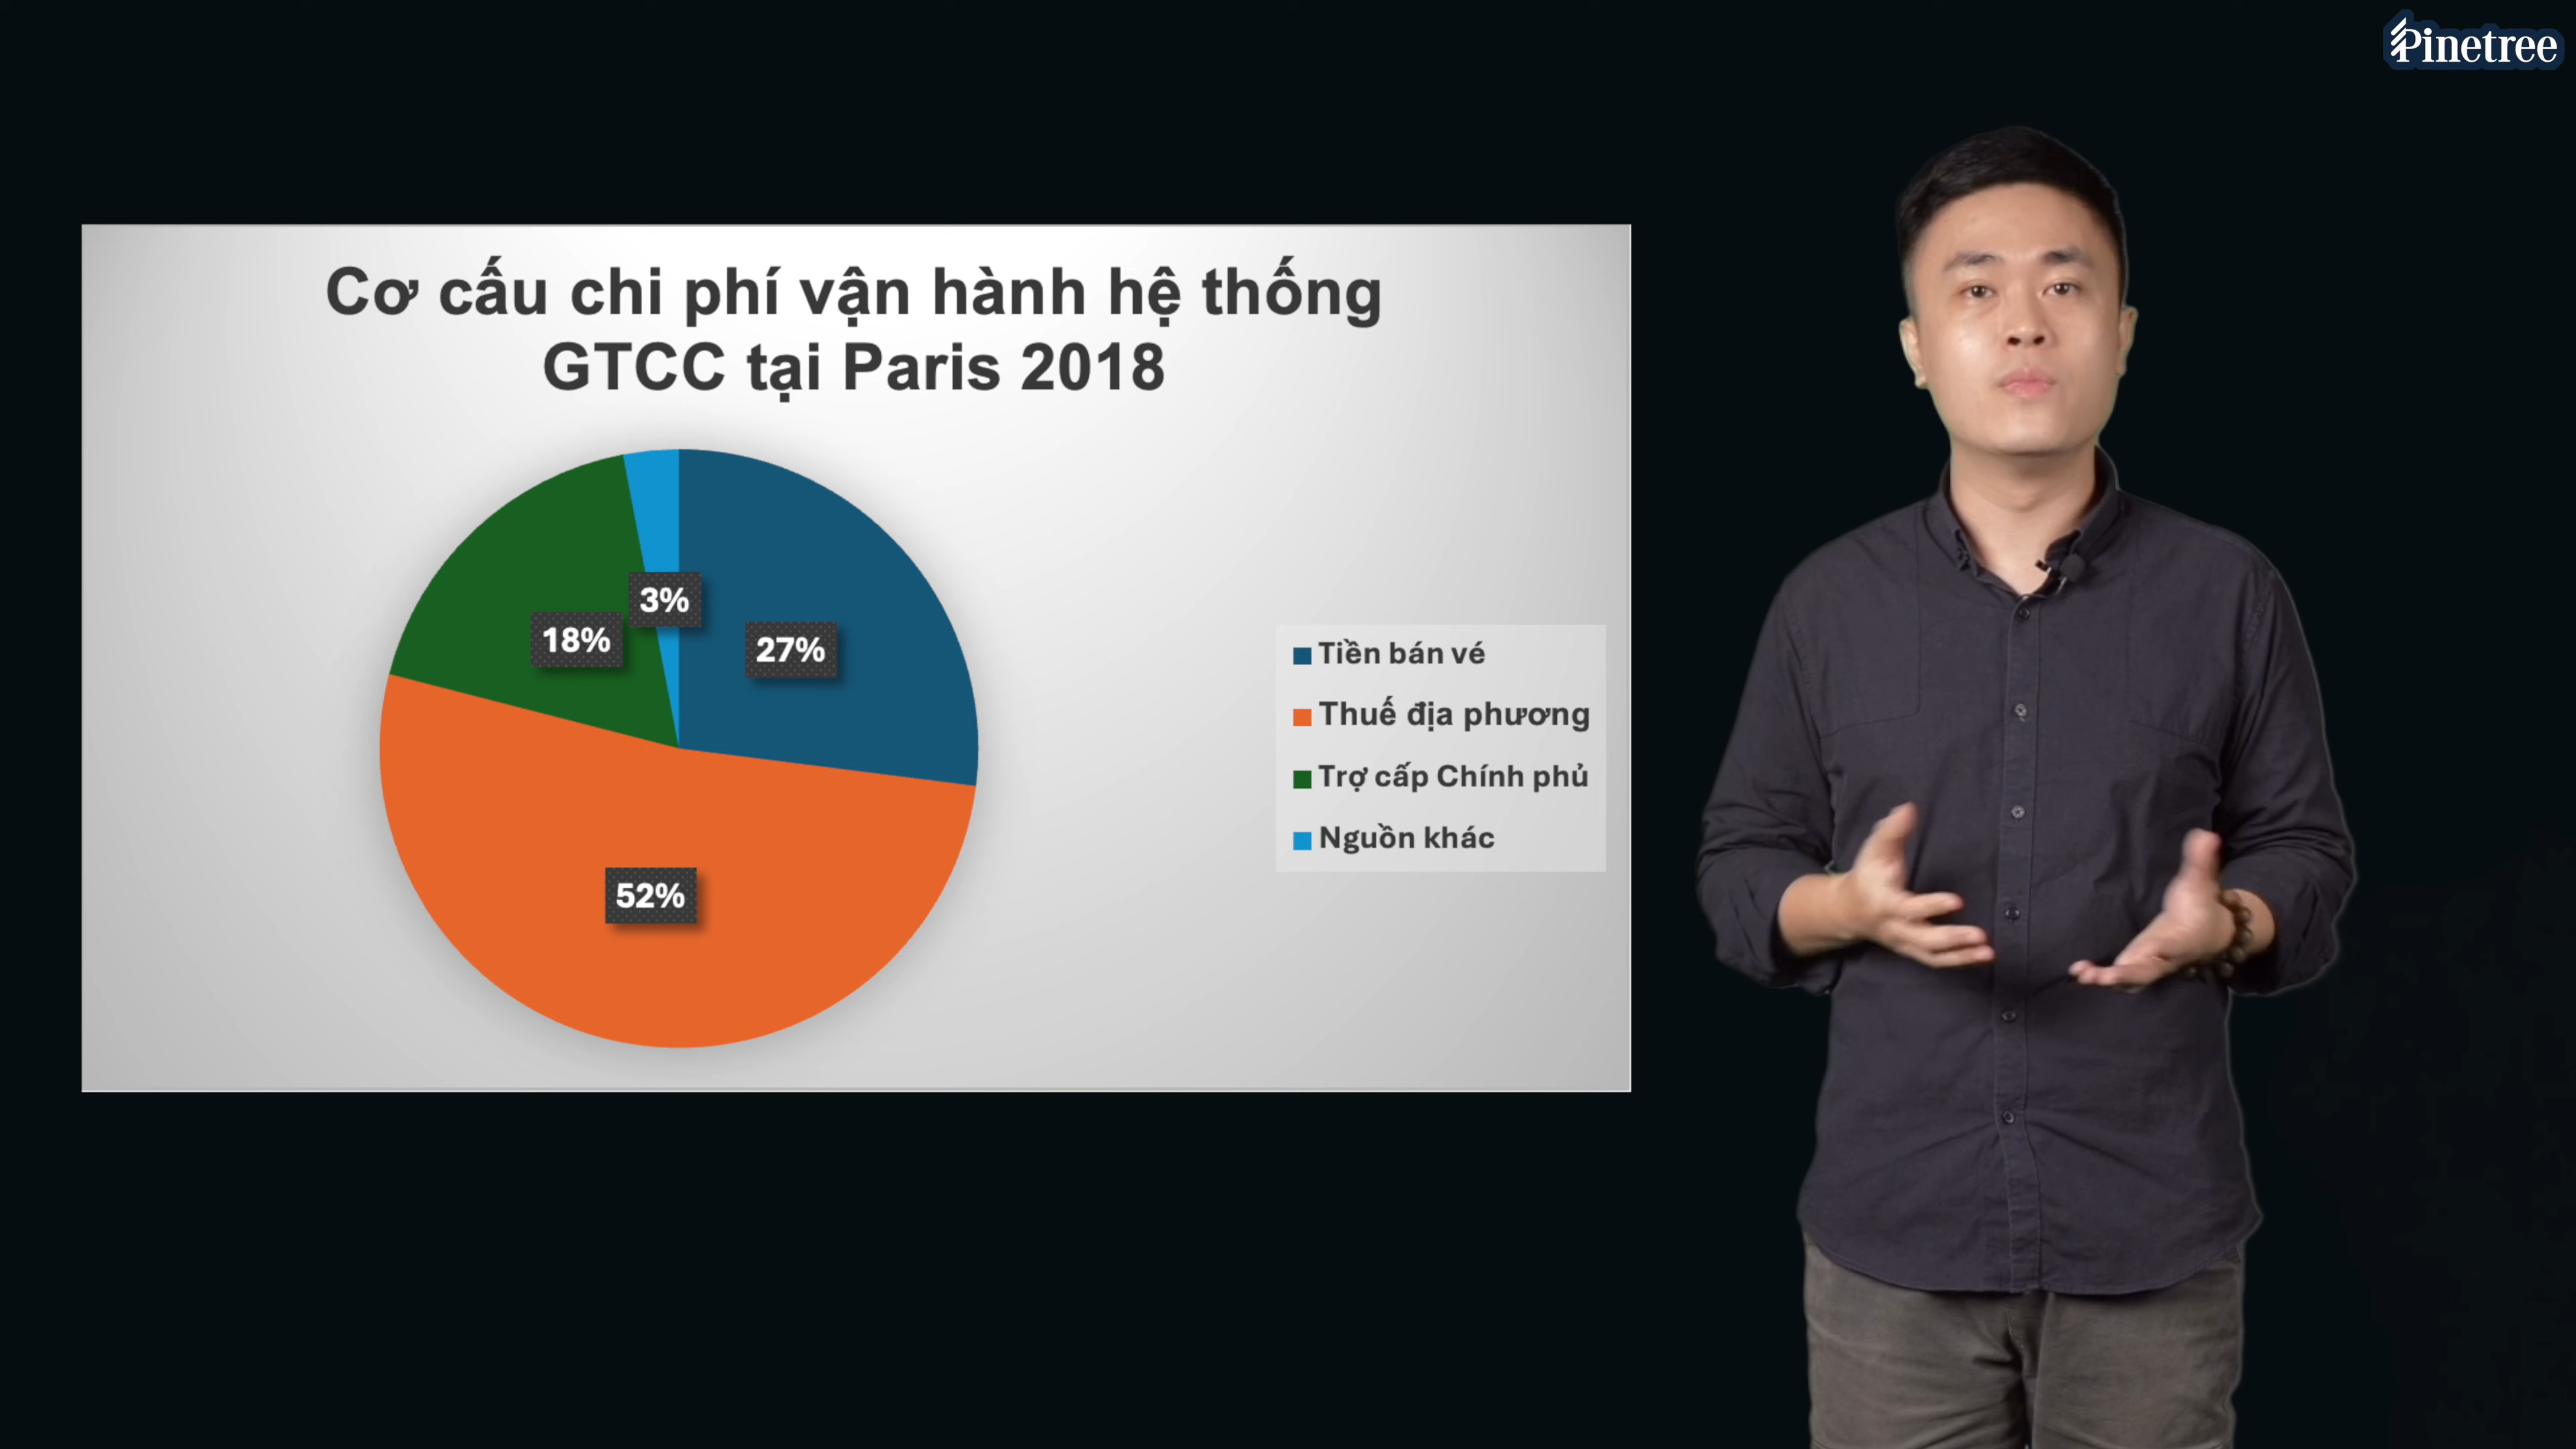 Pinetree
Cơ cấu chi phí vận hành hệ thống
GTCC tại Paris 2018
3%
18%
27%
52%
Tiền bán vé
Thuế địa phương
Trợ cấp Chính phủ
Nguồn khác